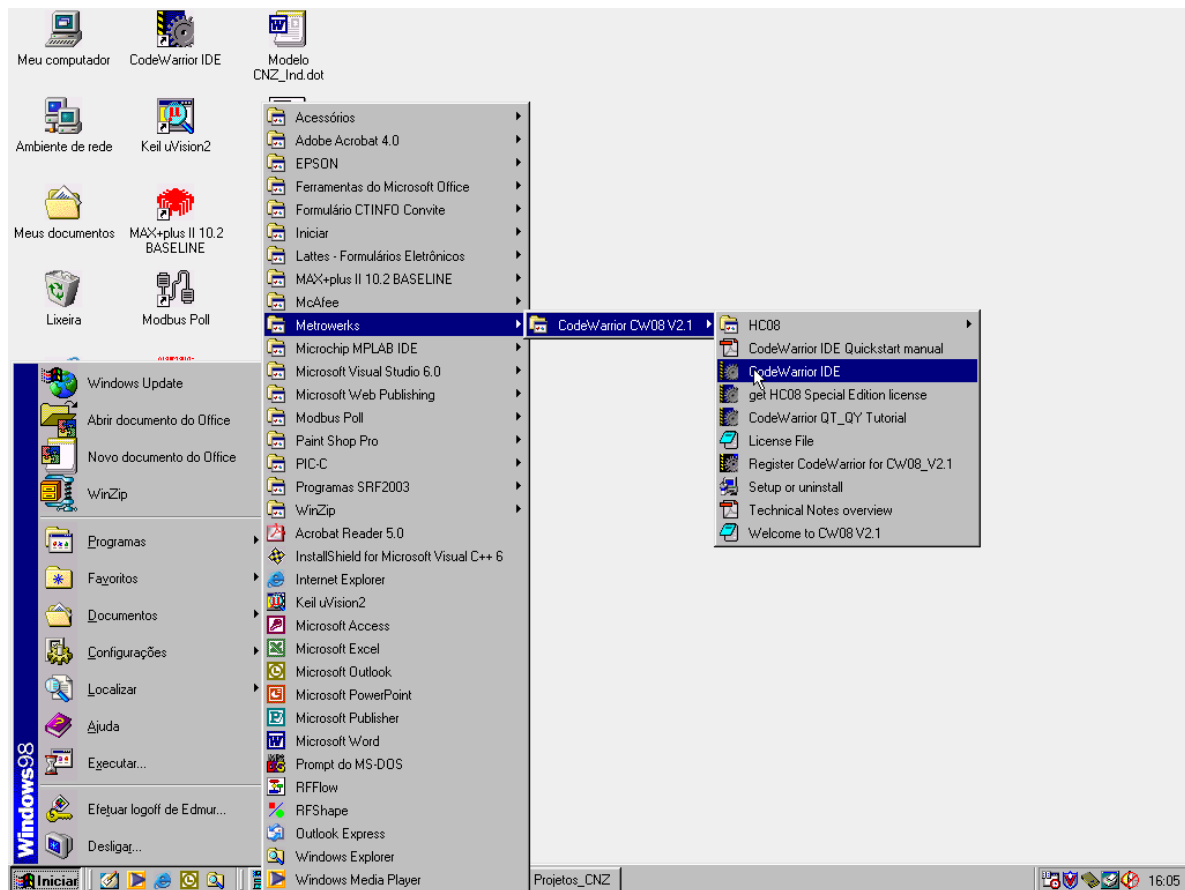 Meu computador
CodeWarrior IDE
Modelo
CNZ_Ind.dot
Ambiente de rede
Keil uVision2
Meus documentos
MAX+plus II 10.2
BASELINE
Lixeira
Modbus Poll
Windows98
Windows Update
Abrir documento do Office
Novo documento do Office
WinZip
Programas
Favoritos
Documentos
Configurações
Localizar
Ajuda
Executar...
Efetuar logoff de Edmur...
Desligar...
Acessórios
Adobe Acrobat 4.0
EPSON
Ferramentas do Microsoft Office
Formulário CTINFO Convite
Iniciar
Lattes - Formulários Eletrônicos
MAX+plus II 10.2 BASELINE
McAfee
Metrowerks
Microchip MPLAB IDE
Microsoft Visual Studio 6.0
Microsoft Web Publishing
Modbus Poll
Paint Shop Pro
PIC-C
Programas SRF2003
WinZip
Acrobat Reader 5.0
InstallShield for Microsoft Visual C++ 6
Internet Explorer
Keil uVision2
Microsoft Access
Microsoft Excel
Microsoft Outlook
Microsoft PowerPoint
Microsoft Publisher
Microsoft Word
Prompt do MS-DOS
RFFlow
RFShape
Outlook Express
Windows Explorer
Windows Media Player
CodeWarrior CW08 V2.1
HC08
CodeWarrior IDE Quickstart manual
CodeWarrior IDE
get HC08 Special Edition license
CodeWarrior QT_QY Tutorial
License File
Register CodeWarrior for CW08_V2.1
Setup or uninstall
Technical Notes overview
Welcome to CW08 V2.1
Iniciar
Projetos_CNZ
16:05